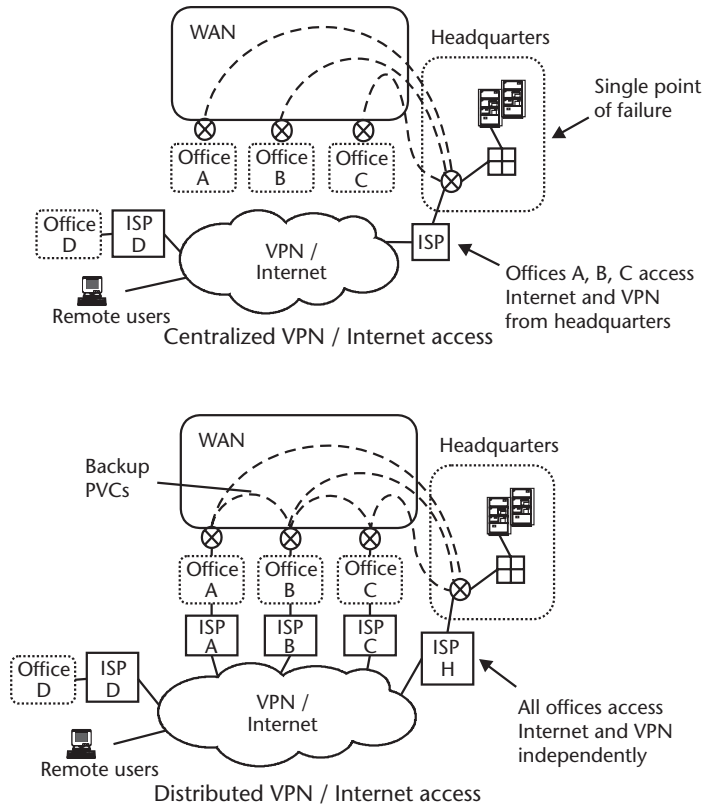 WAN
Headquarters
Single point
of failure
Office
A
Office
B
Office
C
Office
D
ISP
D
VPN /
Internet
ISP
Offices A, B, C access
Internet and VPN
from headquarters
Remote users
Centralized VPN / Internet access
WAN
Headquarters
Backup
PVCs
Office
A
Office
B
Office
C
ISP
A
ISP
B
ISP
C
ISP
H
Office
D
ISP
D
VPN /
Internet
All offices access
Internet and VPN
independently
Remote users
Distributed VPN / Internet access